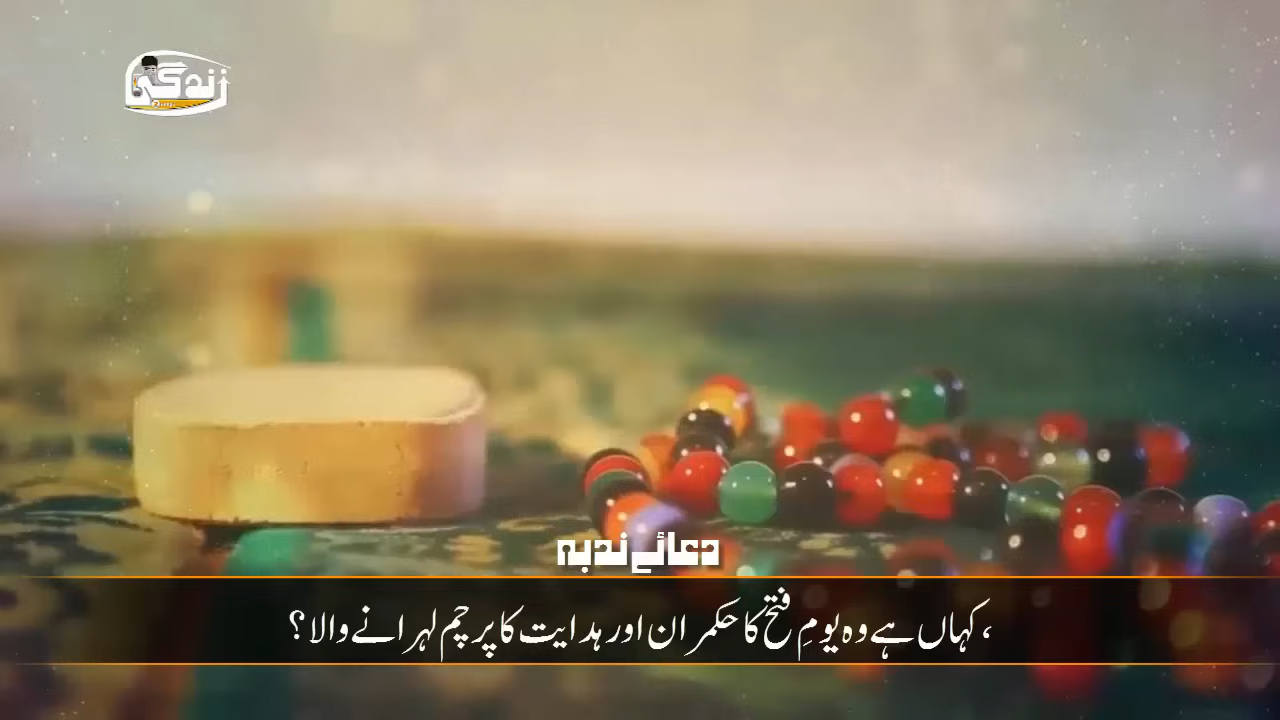 زندگی
دعائے ندبہ
، کہاں ہے وہ یومِ فتح کا حکمران اور ہدایت کا پرچم لہرانے والا؟